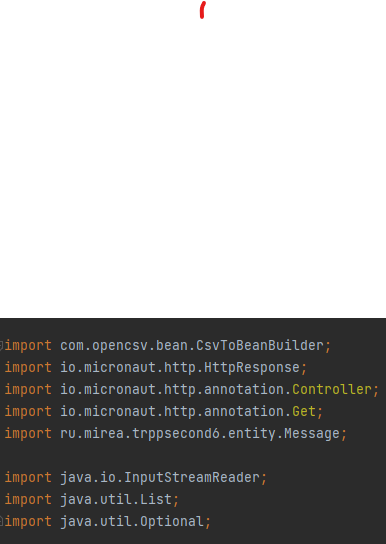 import com.opencsv.bean.CsvToBeanBuilder;
import io.micronaut.http.HttpResponse;
import io.micronaut.http.annotation.Controller;
import io.micronaut.http.annotation.Get;
import ru.mirea.trppsecond6.entity.Message;
import java.io.InputStreamReader;
import java.util.List;
import java.util.Optional;